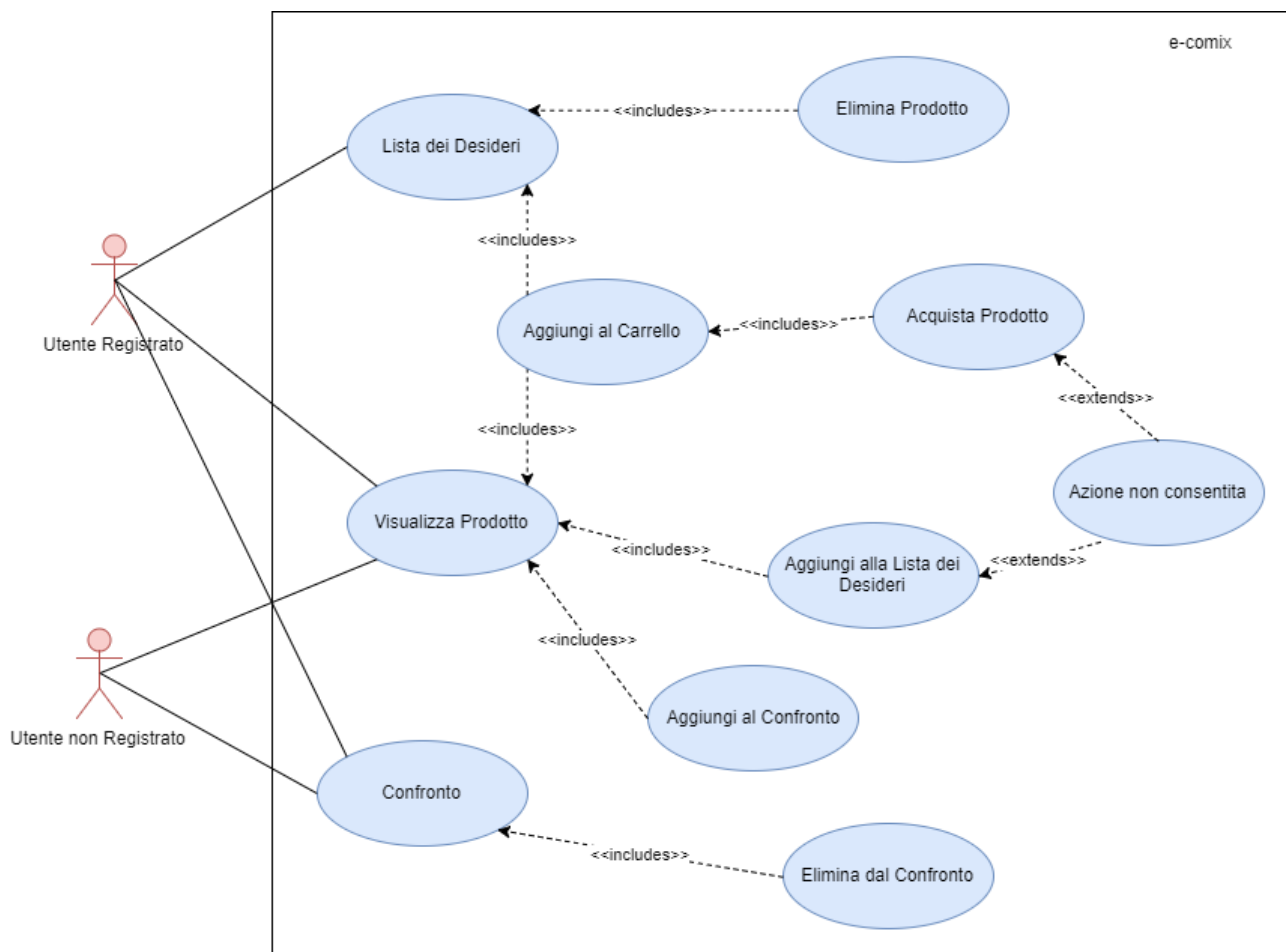 e-comix
Elimina Prodotto
<<includes>>
Lista dei Desideri
<<includes>>
Utente Registrato
Aggiungi al Carrello
<<includes>>
Acquista Prodotto
<<extends>>
<<includes>>
Azione non consentita
Visualizza Prodotto
<<includes>>
Aggiungi alla Lista dei
Desideri
<<extends>>
<<includes>>
Aggiungi al Confronto
Utente non Registrato
Confronto
<<includes>>
Elimina dal Confronto